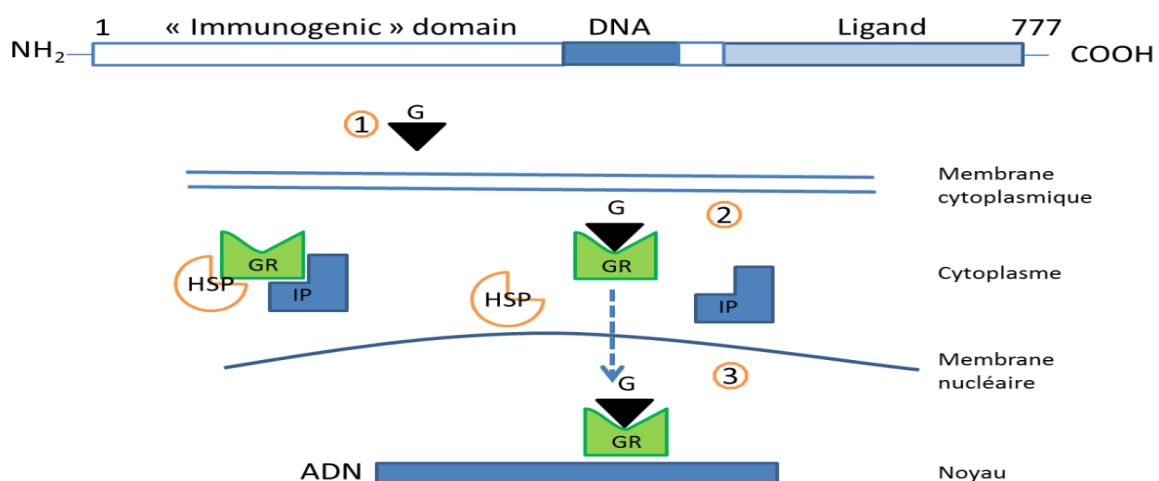 1 « Immunogenic » domain DNA Ligand 777
NH₂ COOH
G
1
Membrane
cytoplasmique
G
2
GR
GR
HSP
IP
HSP
IP
Cytoplasme
G
3
Membrane
nucléaire
GR
ADN
Noyau